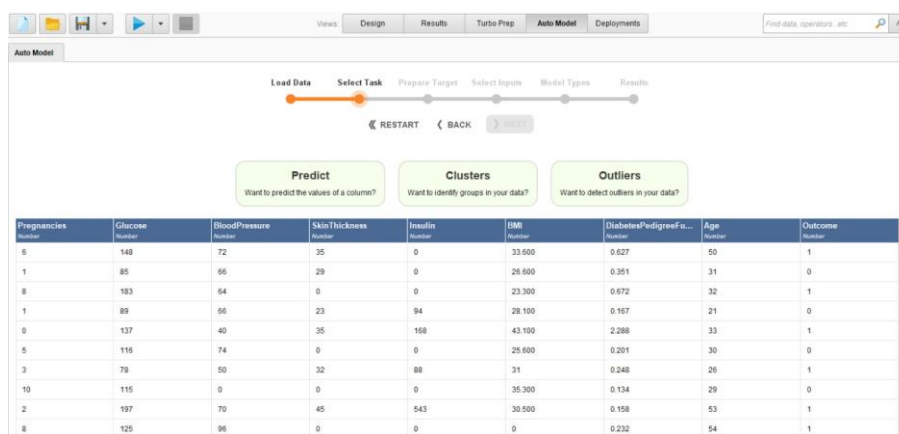 Views: Design Results Turbo Prep Auto Model Deployments Find data, operators...etc
Auto Model
Load Data Select Task Prepare Target Select Inputs Model Types Results
RESTART BACK NEXT
Predict Clusters Outliers
Want to predict the values of a column? Want to identify groups in your data? Want to detect outliers in your data?
Pregnancies Glucose BloodPressure SkinThickness Insulin BMI DiabetesPedigreeFu... Age Outcome
Number Number Number Number Number Number Number Number Number
6 148 72 35 0 33.600 0.627 50 1
1 85 66 29 0 26.600 0.351 31 0
8 183 64 0 0 23.300 0.672 32 1
1 89 66 23 94 28.100 0.167 21 0
0 137 40 35 168 43.100 2.288 33 1
5 116 74 0 0 25.600 0.201 30 0
3 78 50 32 88 31 0.248 26 1
10 115 0 0 0 35.300 0.134 29 0
2 197 70 45 543 30.500 0.158 53 1
8 125 96 0 0 0 0.232 54 1